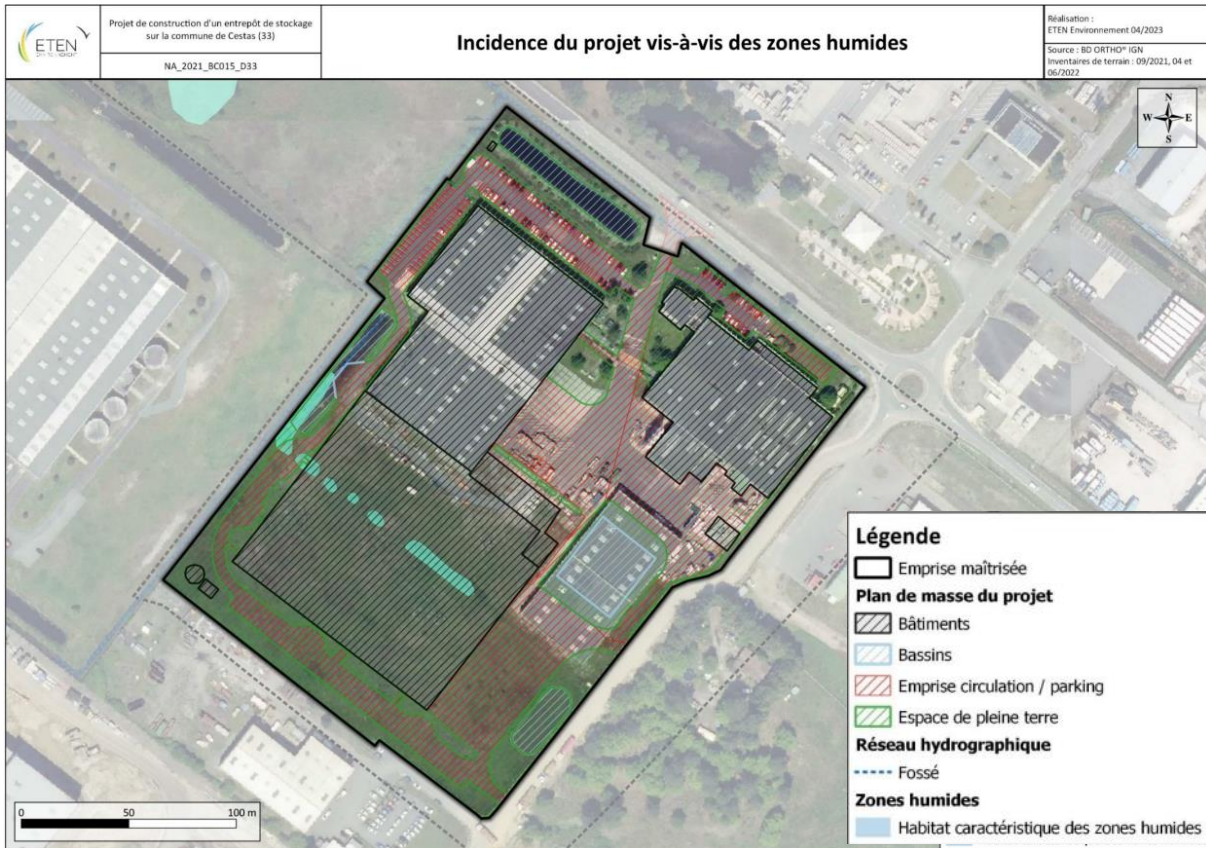 ETEN
ENVIRONNEMENT
Projet de construction d'un entrepôt de stockage
sur la commune de Cestas (33)
NA_2021_BC015_D33
Incidence du projet vis-à-vis des zones humides
Réalisation :
ETEN Environnement 04/2023
Source : BD ORTHO® IGN
Inventaires de terrain : 09/2021, 04 et
06/2022
N
W E
S
Légende
Emprise maîtrisée
Plan de masse du projet
Bâtiments
Bassins
Emprise circulation / parking
Espace de pleine terre
Réseau hydrographique
Fossé
Zones humides
Habitat caractéristique des zones humides
0 50 100 m